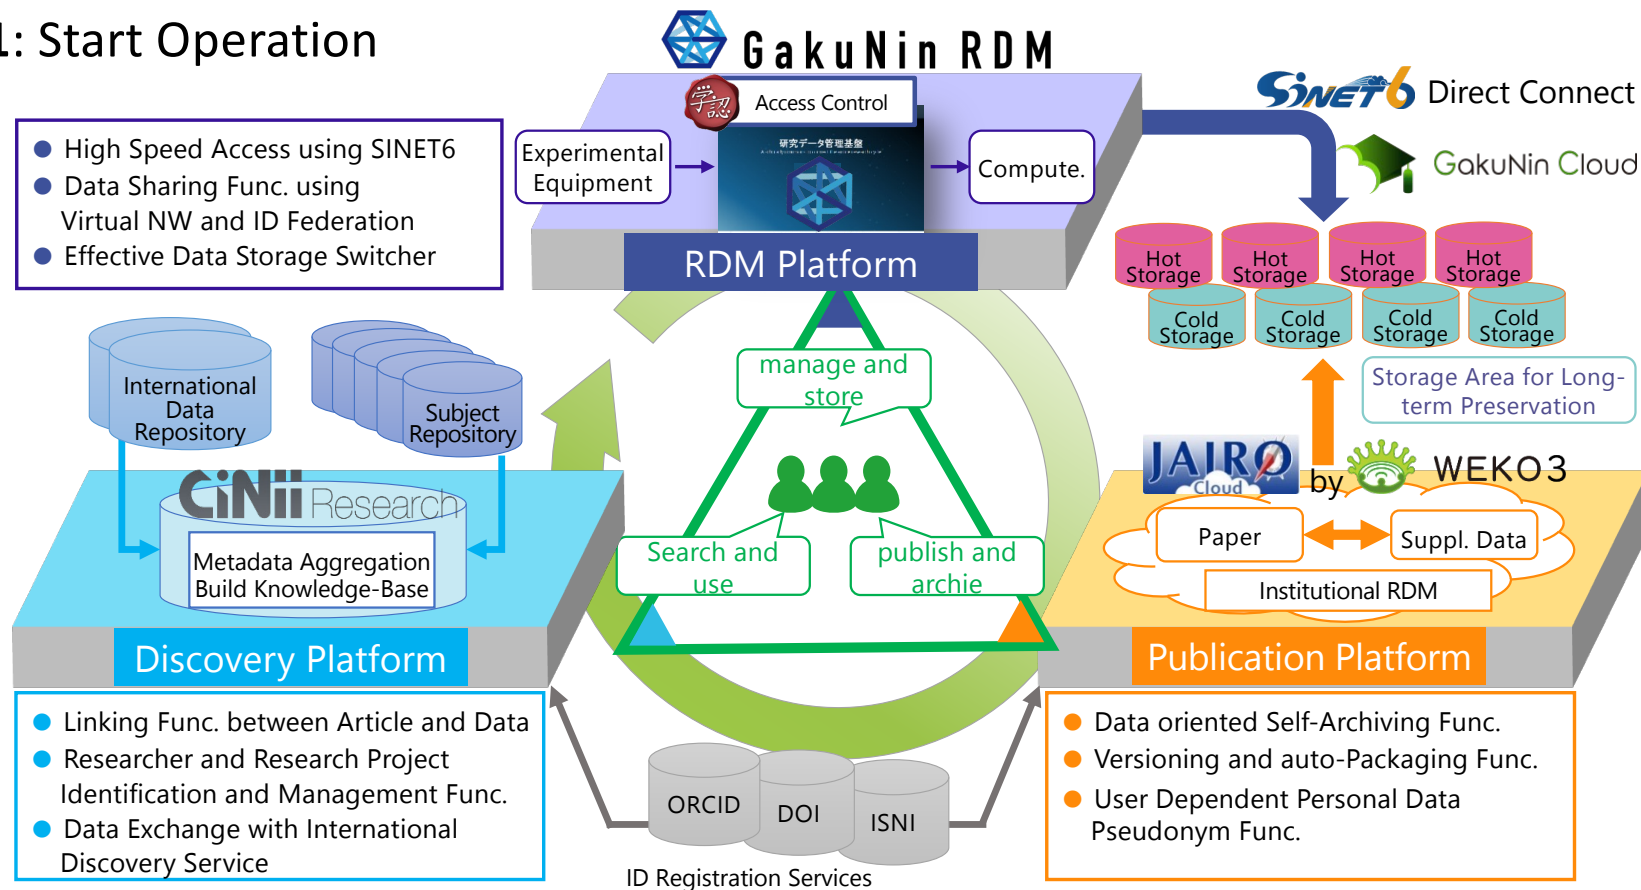 1: Start Operation
GakuNin RDM
学認
Access Control
SINET6 Direct Connect
GakuNin Cloud
High Speed Access using SINET6
Data Sharing Func. using
Virtual NW and ID Federation
Effective Data Storage Switcher
Experimental
Equipment
研究データ管理基盤
Compute.
RDM Platform
Hot
Storage
Hot
Storage
Hot
Storage
Hot
Storage
Cold
Storage
Cold
Storage
Cold
Storage
Cold
Storage
Storage Area for Long-
term Preservation
International
Data
Repository
Subject
Repository
manage and
store
Search and
use
publish and
archie
CiNii Research
Metadata Aggregation
Build Knowledge-Base
Discovery Platform
JAIRO
Cloud
by
WEKO3
Paper
Suppl. Data
Institutional RDM
Publication Platform
Linking Func. between Article and Data
Researcher and Research Project
Identification and Management Func.
Data Exchange with International
Discovery Service
ORCID
DOI
ISNI
ID Registration Services
Data oriented Self-Archiving Func.
Versioning and auto-Packaging Func.
User Dependent Personal Data
Pseudonym Func.